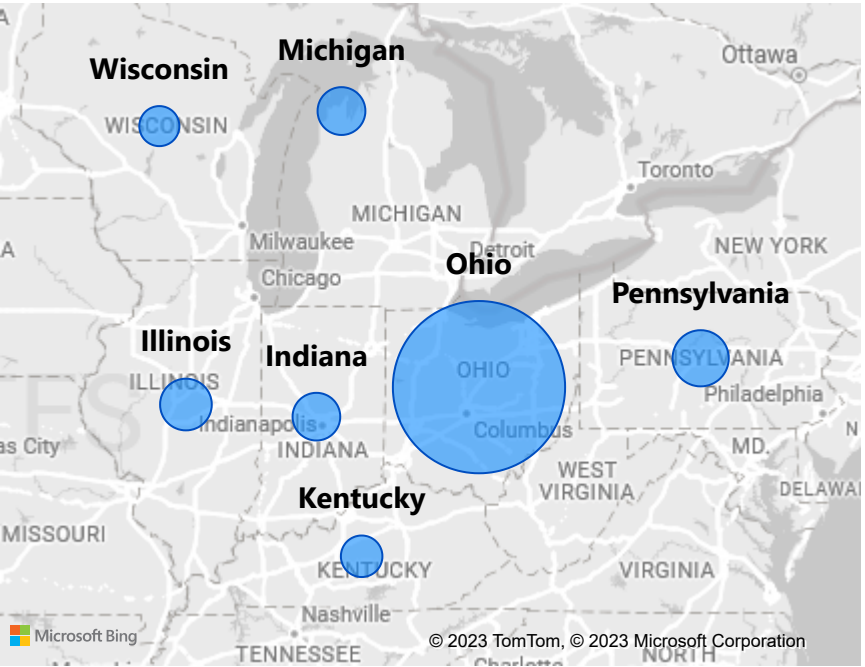 Michigan
Wisconsin
Ottawa
WISCONSIN
Toronto
MICHIGAN
Milwaukee
Detroit
NEW YORK
A
Ohio
Chicago
Pennsylvania
Illinois
Indiana
PENNSYLVANIA
OHIO
ILLINOIS
Philadelphia
Indianapolis
Columbus
as City
INDIANA
MD.
N
WEST
VIRGINIA
DELAWA
Kentucky
MISSOURI
KENTUCKY
VIRGINIA
Nashville
Microsoft Bing
© 2023 TomTom, © 2023 Microsoft Corporation
TENNESSEE
NORTH
Charlotte